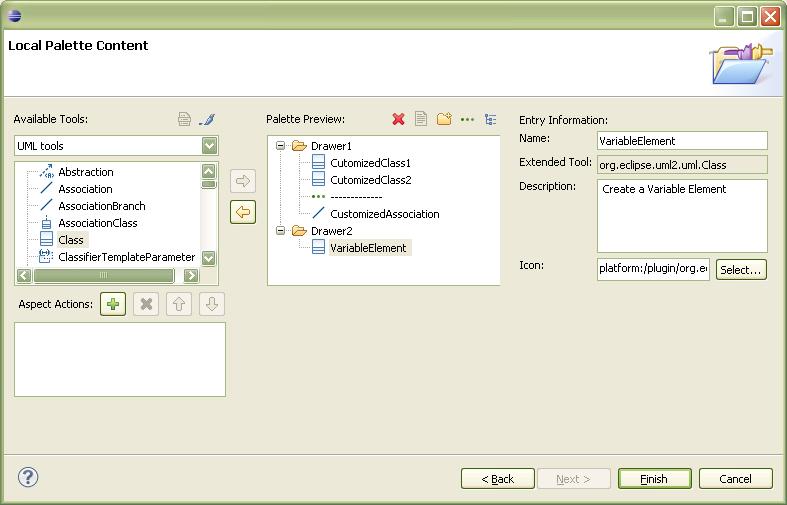 Local Palette Content
Available Tools:
UML tools
Abstraction
Association
AssociationBranch
AssociationClass
Class
ClassifierTemplateParameter
Aspect Actions:
Palette Preview:
Drawer1
CutomizedClass1
CutomizedClass2
-------------
CustomizedAssociation
Drawer2
VariableElement
Entry Information:
Name: VariableElement
Extended Tool: org.eclipse.uml2.uml.Class
Description: Create a Variable Element
Icon: platform:/plugin/org.e Select...
< Back Next > Finish Cancel